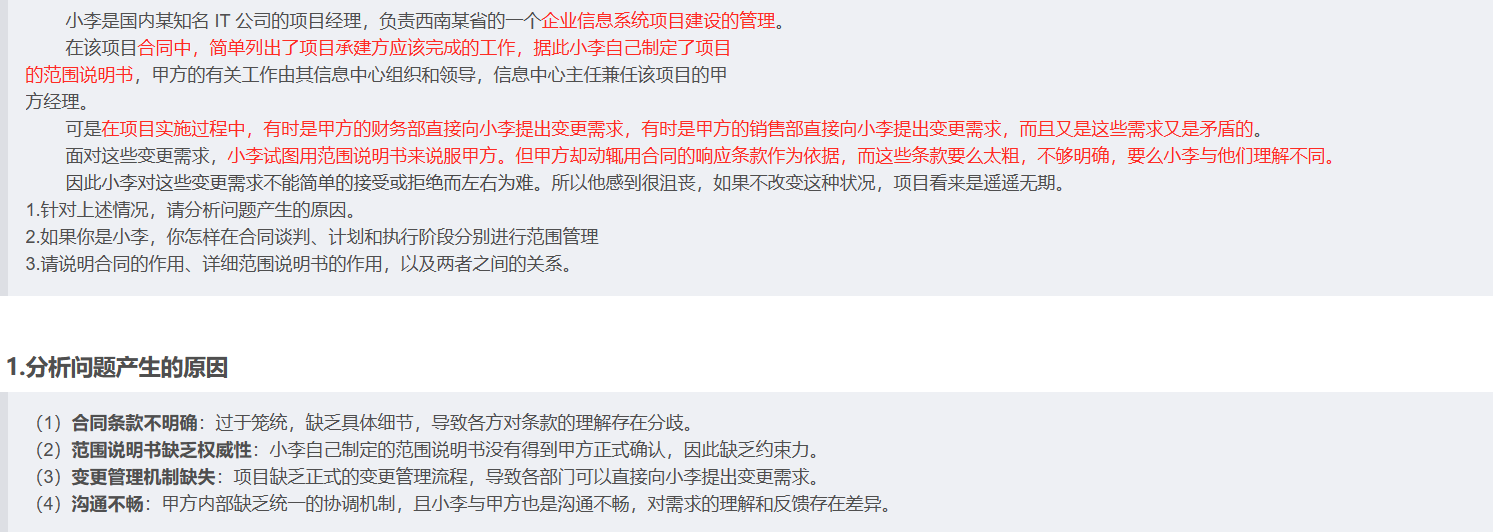 小李是国内某知名 IT 公司的项目经理，负责西南某省的一个企业信息系统项目建设的管理。
在该项目合同中，简单列出了项目承建方应该完成的工作，据此小李自己制定了项目
的范围说明书，甲方的有关工作由其信息中心组织和领导，信息中心主任兼任该项目的甲
方经理。
可是在项目实施过程中，有时是甲方的财务部直接向小李提出变更需求，有时是甲方的销售部直接向小李提出变更需求，而且又是这些需求又是矛盾的。
面对这些变更需求，小李试图用范围说明书来说服甲方。但甲方却动辄用合同的响应条款作为依据，而这些条款要么太粗，不够明确，要么小李与他们理解不同。
因此小李对这些变更需求不能简单的接受或拒绝而左右为难。所以他感到很沮丧，如果不改变这种状况，项目看来是遥遥无期。
1.针对上述情况，请分析问题产生的原因。
2.如果你是小李，你怎样在合同谈判、计划和执行阶段分别进行范围管理
3.请说明合同的作用、详细范围说明书的作用，以及两者之间的关系。
1.分析问题产生的原因
（1）合同条款不明确：过于笼统，缺乏具体细节，导致各方对条款的理解存在分歧。
（2）范围说明书缺乏权威性：小李自己制定的范围说明书没有得到甲方正式确认，因此缺乏约束力。
（3）变更管理机制缺失：项目缺乏正式的变更管理流程，导致各部门可以直接向小李提出变更需求。
（4）沟通不畅：甲方内部缺乏统一的协调机制，且小李与甲方也是沟通不畅，对需求的理解和反馈存在差异。